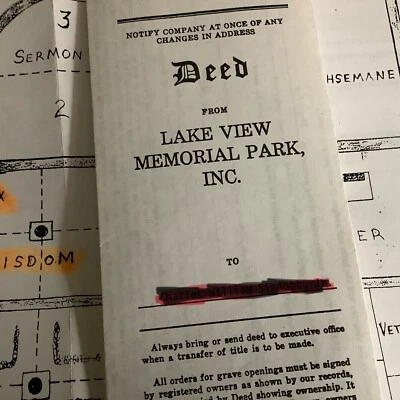 3
SERMON
2
ISDOM
NOTIFY COMPANY AT ONCE OF ANY
CHANGES IN ADDRESS
Deed
FROM
LAKE VIEW
MEMORIAL PARK,
INC.
TO
Always bring or send deed to executive office
when a transfer of title is to be made.
All orders for grave openings must be signed
by registered owners as shown by our records,
by Deed showing ownership. It
owners
HSEMANE
ER
VET